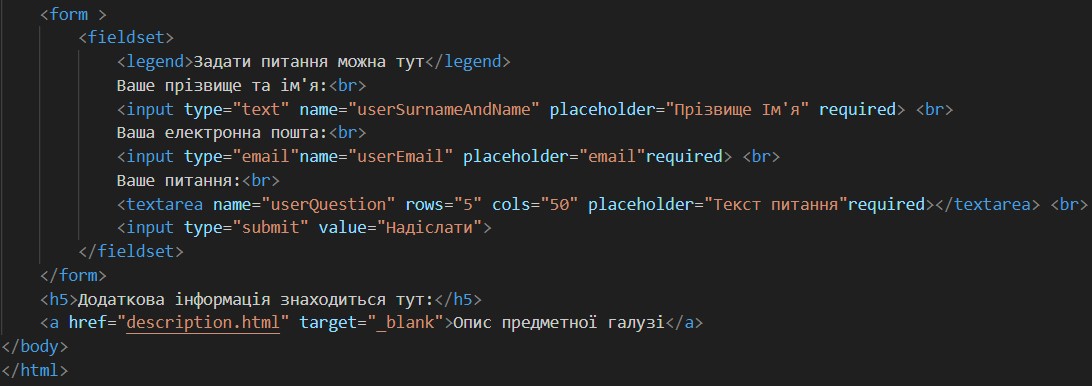 <form >
<fieldset>
<legend>Задати питання можна тут</legend>
Ваше прізвище та ім'я:<br>
<input type="text" name="userSurnameAndName" placeholder="Прізвище Ім'я" required> <br>
Ваша електронна пошта:<br>
<input type="email"name="userEmail" placeholder="email"required> <br>
Ваше питання:<br>
<textarea name="userQuestion" rows="5" cols="50" placeholder="Текст питання"required></textarea> <br>
<input type="submit" value="Надіслати">
</fieldset>
</form>
<h5>Додаткова інформація знаходиться тут:</h5>
<a href="description.html" target="_blank">Опис предметної галузі</a>
</body>
</html>